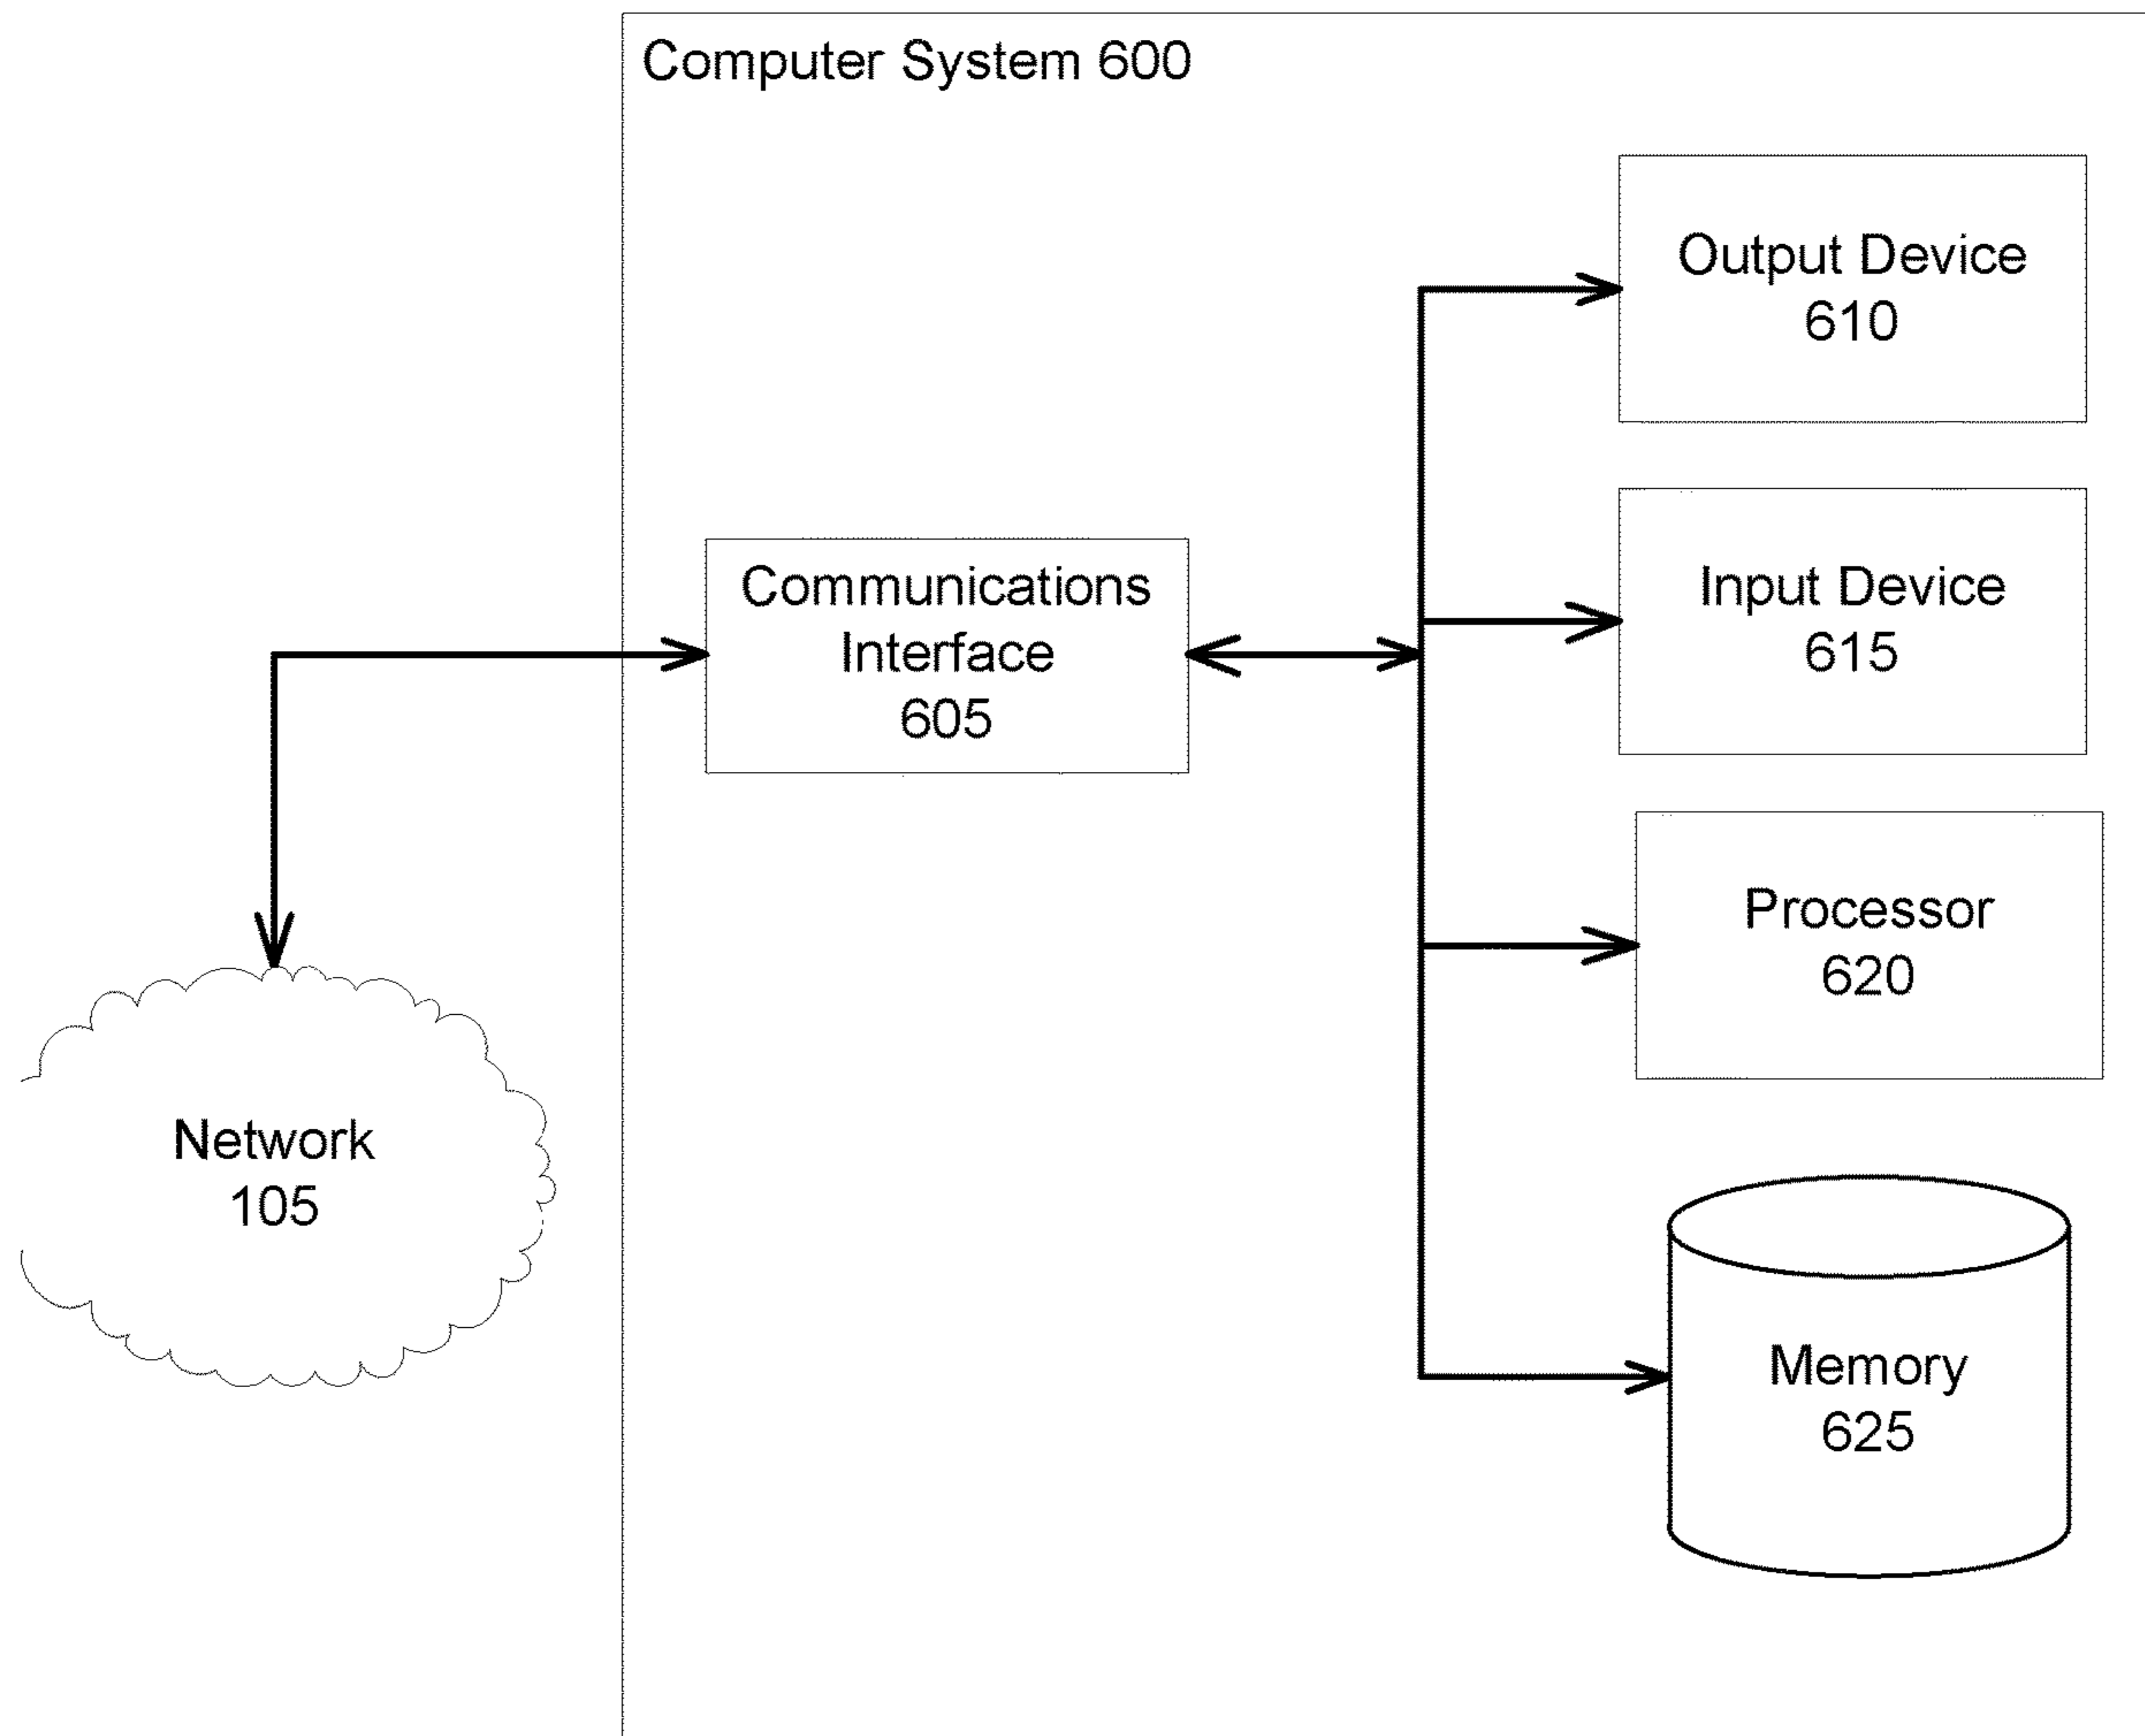 Computer System 600
Output Device
610
Input Device
615
Communications
Interface
605
Processor
620
Network
105
Memory
625